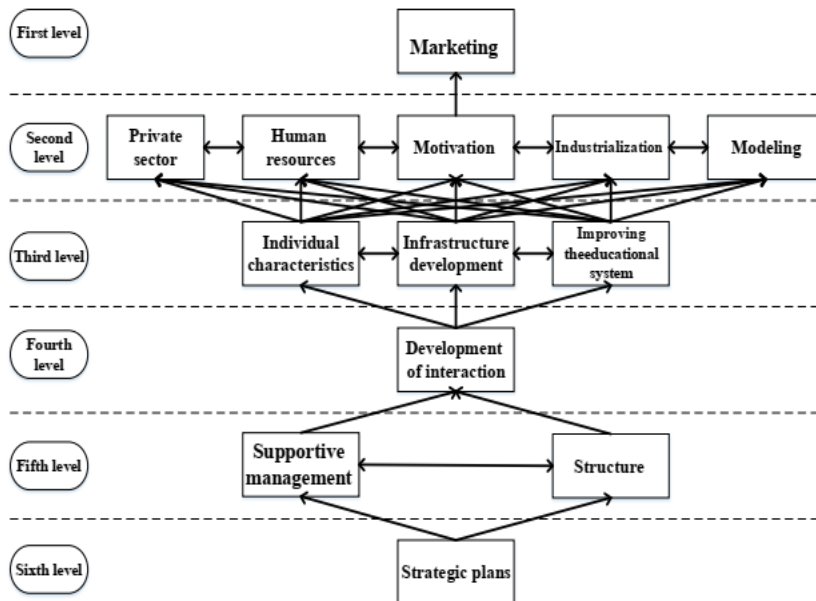 First level
Marketing
Second
level
Private
sector
Human
resources
Motivation
Industrialization
Modeling
Third level
Individual
characteristics
Infrastructure
development
Improving
theeducational
system
Fourth
level
Development
of interaction
Fifth level
Supportive
management
Structure
Sixth level
Strategic plans